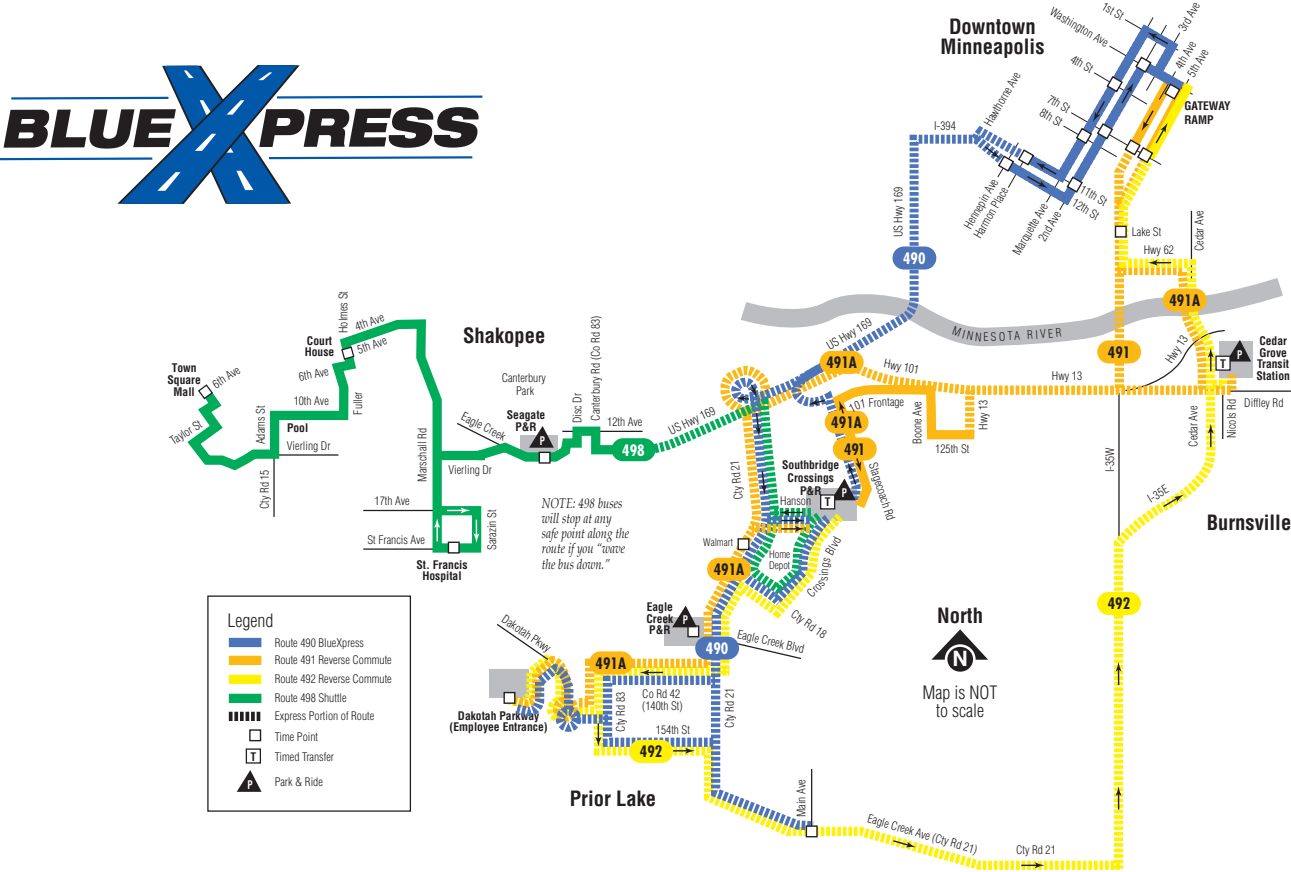 BLUEXPRESS
Downtown
Minneapolis
1st St
Washington Ave
4th St
7th St
8th St
3rd Ave
4th Ave
5th Ave
GATEWAY
RAMP
Hawthorne Ave
I-394
Hennepin Ave
Harmon Place
Marquette Ave
2nd Ave
11th St
12th St
US Hwy 169
490
Lake St
Cedar Ave
Hwy 62
491A
MINNESOTA RIVER
US Hwy 169
491
Hwy 13
Cedar
Grove
Transit
Station
T
P
491A
Hwy 101
Hwy 13
Diffley Rd
Nicols Rd
Cedar Ave
101 Frontage
Boone Ave
Hwy 13
125th St
491A
491
Stagecoach Rd
I-35W
I-35E
Burnsville
492
Shakopee
Holmes St
4th Ave
Court
House
5th Ave
6th Ave
Town
Square
Mall
6th Ave
Taylor St
10th Ave
Fuller
Adams St
Pool
Vierling Dr
Cty Rd 15
Marschall Rd
Canterbury
Park
Seagate
P&R
P
Eagle Creek
Disc Dr
Canterbury Rd (Co Rd 83)
12th Ave
498
US Hwy 169
Vierling Dr
17th Ave
St Francis Ave
Sarazin St
St. Francis
Hospital
NOTE: 498 buses
will stop at any
safe point along the
route if you “wave
the bus down.”
Cty Rd 21
Southbridge
Crossings
P&R
P
T
Hanson
Walmart
Home
Depot
Crossings Blvd
491A
Cty Rd 18
Eagle
Creek
P&R
P
490
Eagle Creek Blvd
Dakotah Pkwy
491A
Dakotah Parkway
(Employee Entrance)
Cty Rd 83
Co Rd 42
(140th St)
154th St
Cty Rd 21
492
Prior Lake
Main Ave
Eagle Creek Ave (Cty Rd 21)
Cty Rd 21
North
N
Map is NOT
to scale
Legend
Route 490 BlueXpress
Route 491 Reverse Commute
Route 492 Reverse Commute
Route 498 Shuttle
Express Portion of Route
Time Point
T Timed Transfer
P Park & Ride